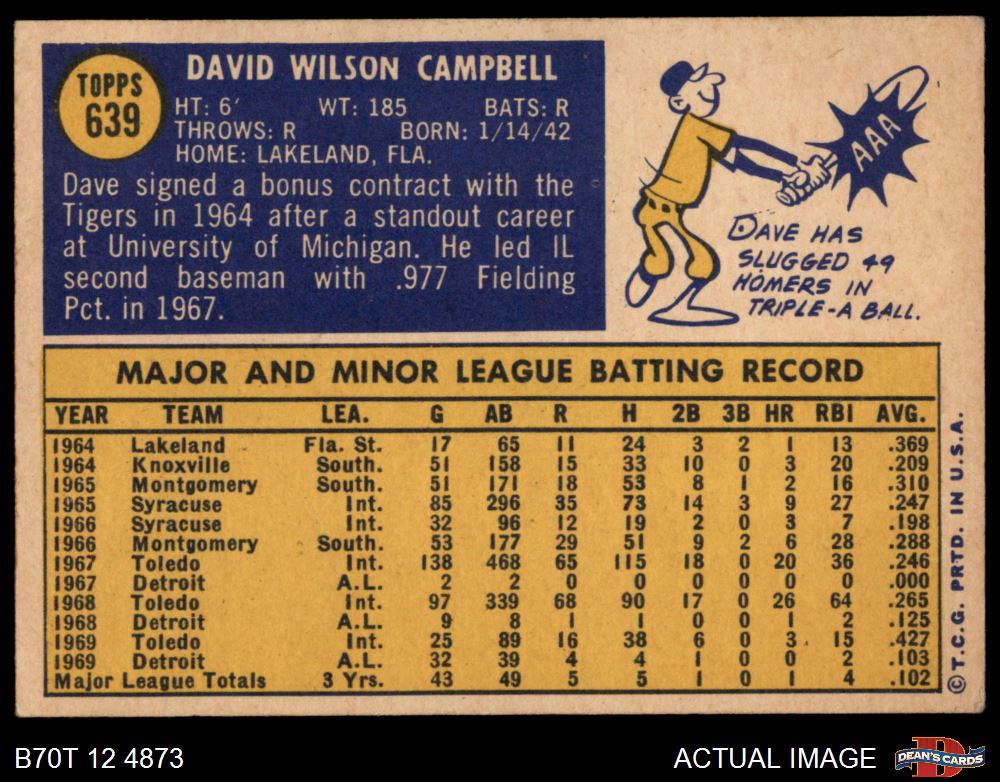 TOPPS
639
DAVID WILSON CAMPBELL
HT: 6' WT: 185 BATS: R
THROWS: R BORN: 1/14/42
HOME: LAKELAND, FLA.
Dave signed a bonus contract with the
Tigers in 1964 after a standout career
at University of Michigan. He led IL
second baseman with .977 Fielding
Pct. in 1967.
AAA
DAVE HAS
SLUGGED 49
HOMERS IN
TRIPLE-A BALL.
MAJOR AND MINOR LEAGUE BATTING RECORD
YEAR TEAM LEA. G AB R H 2B 3B HR RBI AVG.
1964 Lakeland Fla. St. 17 65 11 24 3 2 1 13 .369
1964 Knoxville South. 51 158 15 33 10 0 3 20 .209
1965 Montgomery South. 51 171 18 53 8 1 2 16 .310
1965 Syracuse Int. 85 296 35 73 14 3 9 27 .247
1966 Syracuse Int. 32 96 12 19 2 0 3 7 .198
1966 Montgomery South. 53 177 29 51 9 2 6 28 .288
1967 Toledo Int. 138 468 65 115 18 0 20 36 .246
1967 Detroit A.L. 2 2 0 0 0 0 0 0 .000
1968 Toledo Int. 97 339 68 90 17 0 26 64 .265
1968 Detroit A.L. 9 8 1 1 0 0 1 2 .125
1969 Toledo Int. 25 89 16 38 6 0 3 15 .427
1969 Detroit A.L. 32 39 4 4 1 0 0 2 .103
Major League Totals 3 Yrs. 43 49 5 5 1 0 1 4 .102
© T.C.G. PRTD. IN U.S.A.
B70T 12 4873
ACTUAL IMAGE
D
DEAN'S CARDS